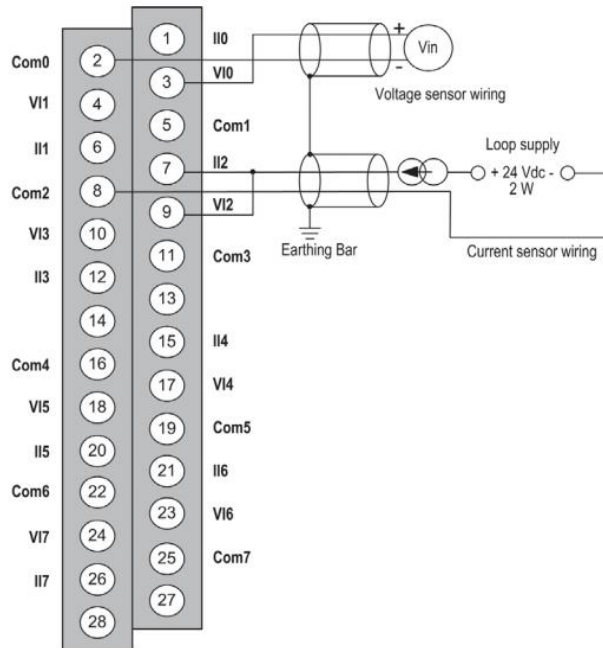 1 II0
Com0 2 + Vin
3 VI0 -
VI1 4 Voltage sensor wiring
5 Com1
II1 6 Loop supply
7 II2 + 24 Vdc -
Com2 8 2 W
9 VI2
VI3 10 Earthing Bar Current sensor wiring
11 Com3
II3 12
13
14
15 II4
Com4 16
17 VI4
VI5 18
19 Com5
II5 20
21 II6
Com6 22
23 VI6
VI7 24
25 Com7
II7 26
27
28